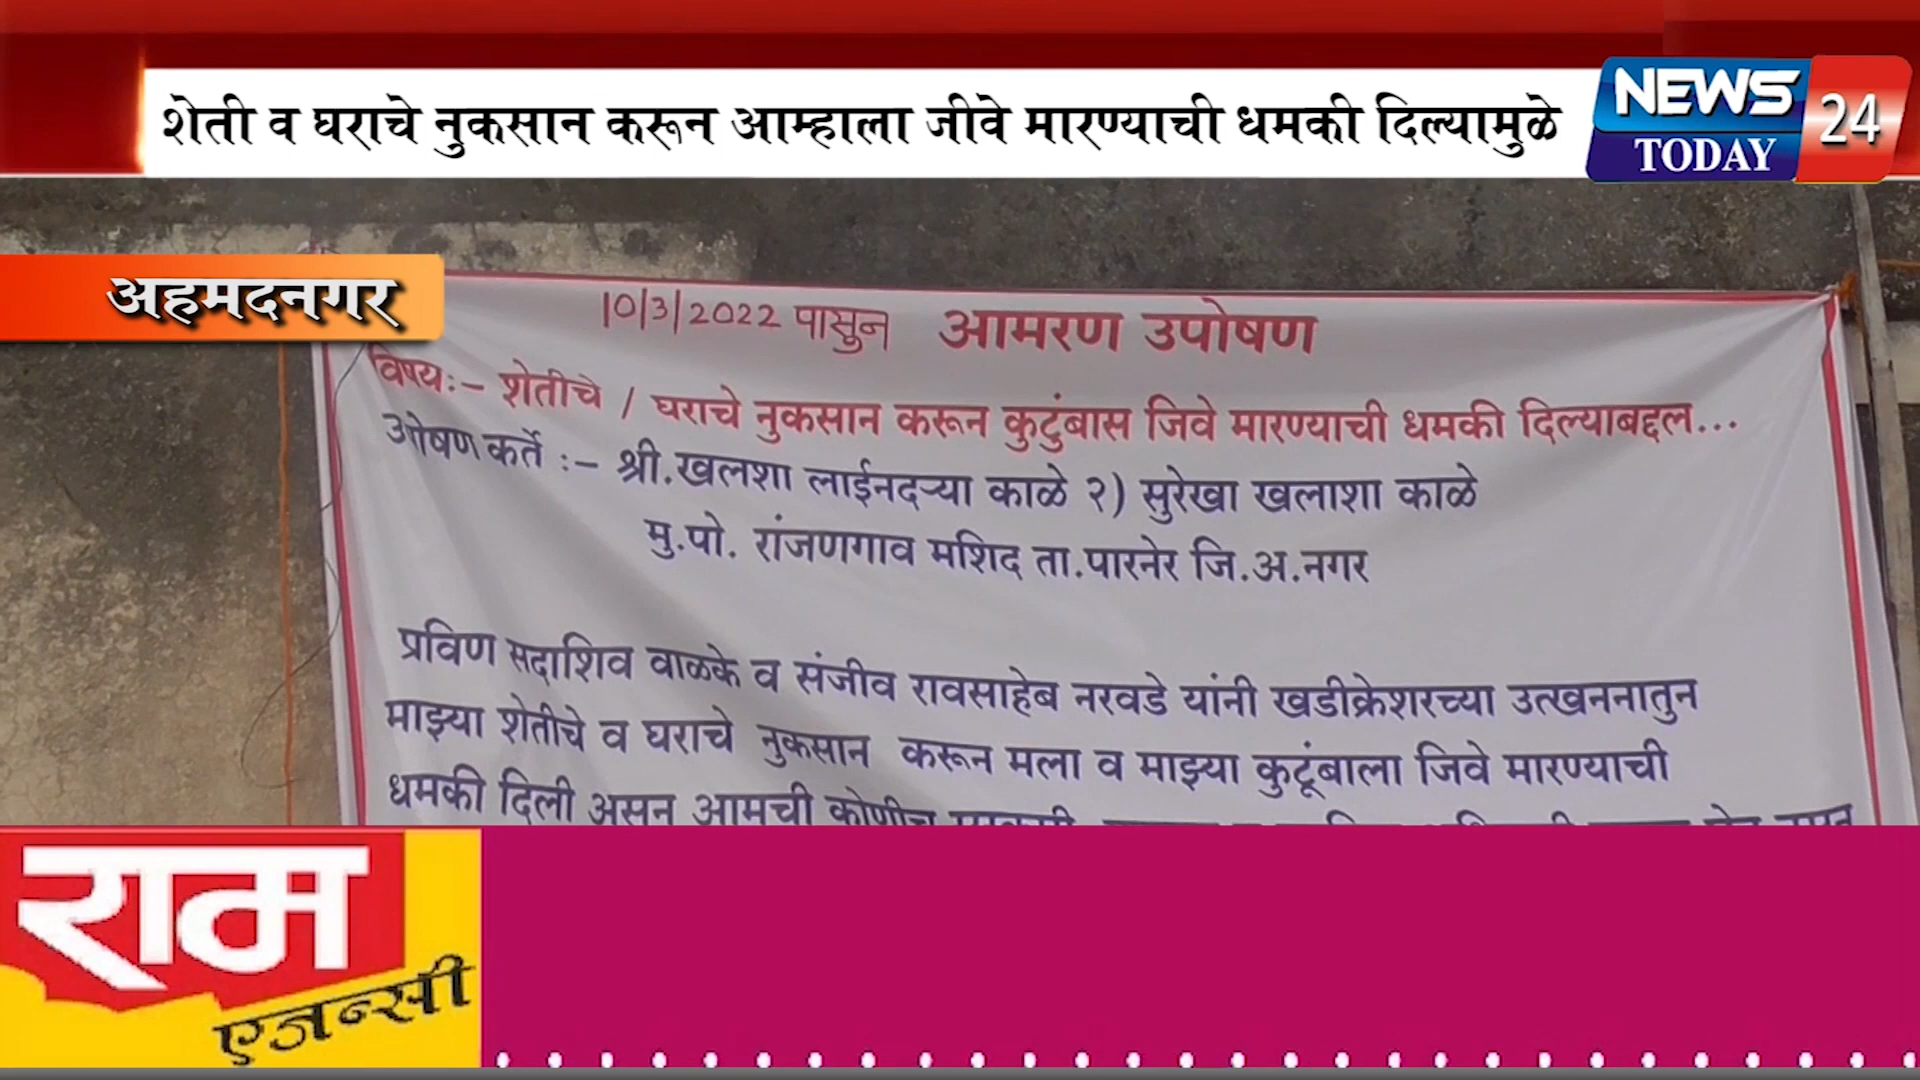 शेती व घराचे नुकसान करून आम्हाला जीवे मारण्याची धमकी दिल्यामुळे
NEWS
TODAY
24
अहमदनगर
10/3/2022 पासून आमरण उपोषण
विषय:- शेतीचे / घराचे नुकसान करून कुटुंबास जिवे मारण्याची धमकी दिल्याबद्दल...
उपोषण कर्ते :- श्री.खलशा लाईनदऱ्या काळे २) सुरेखा खलाशा काळे
मु.पो. रांजणगाव मशिद ता.पारनेर जि.अ.नगर
प्रविण सदाशिव वाळके व संजीव रावसाहेब नरवडे यांनी खडीक्रेशरच्या उत्खननातुन
माझ्या शेतीचे व घराचे नुकसान करून मला व माझ्या कुटूंबाला जिवे मारण्याची
धमकी दिली असुन आमची कोणीच
राम
एजन्सी